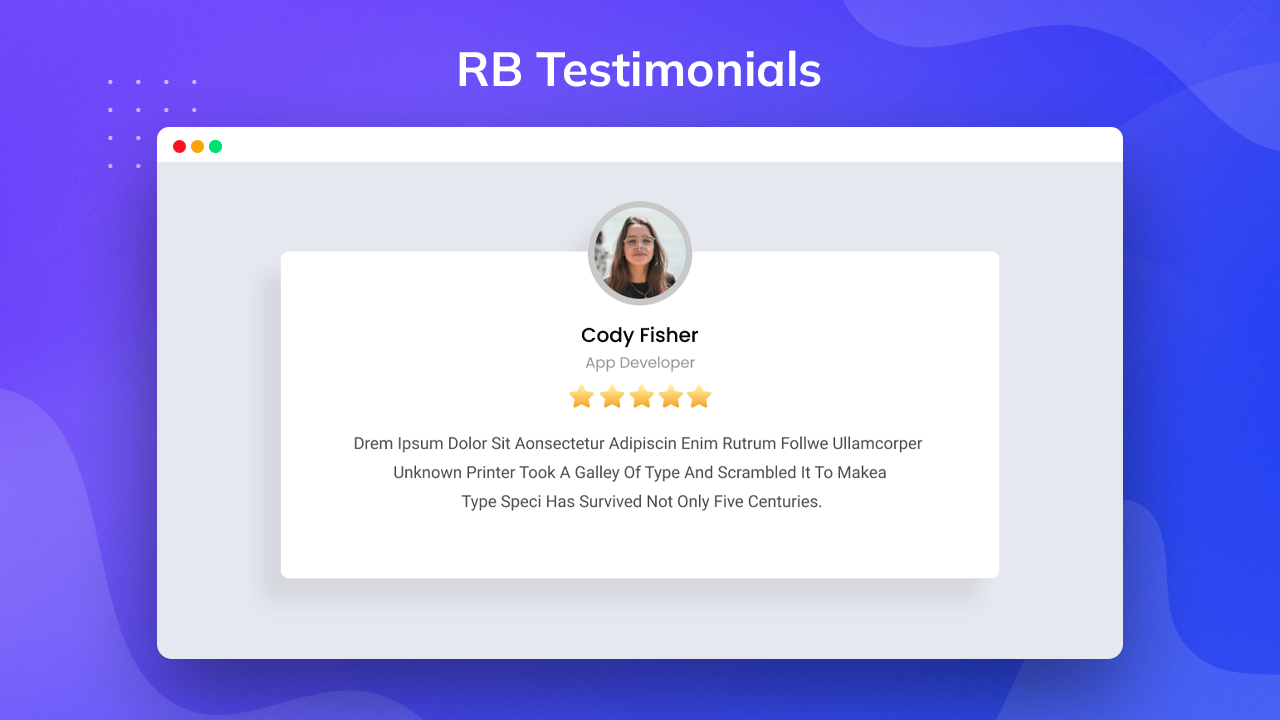 RB Testimonials
Cody Fisher
App Developer
Drem Ipsum Dolor Sit Aonsectetur Adipiscin Enim Rutrum Follwe Ullamcorper
Unknown Printer Took A Galley Of Type And Scrambled It To Makea
Type Speci Has Survived Not Only Five Centuries.